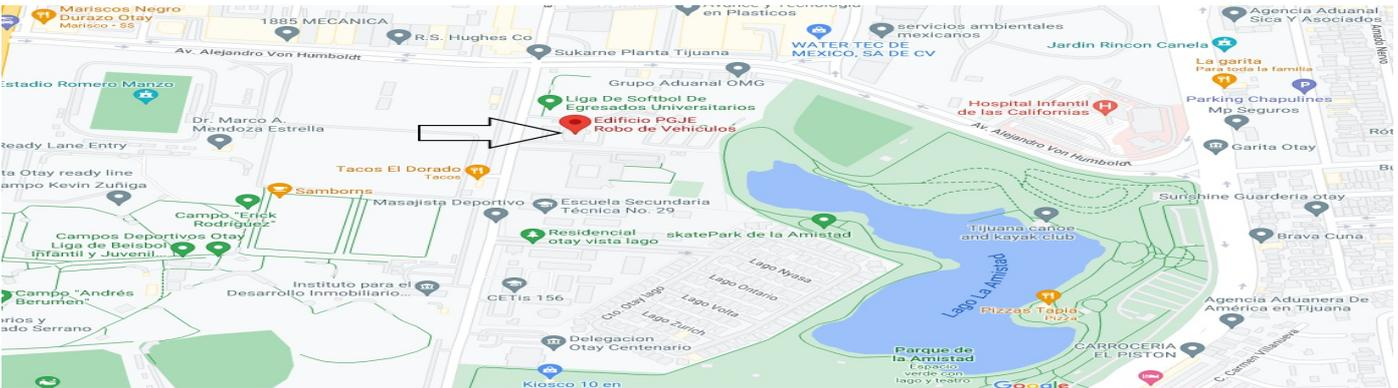 Mariscos Negro
Durazo Otay
Marisco - SS
1885 MECANICA
R.S. Hughes Co
en Plasticos
WATER TEC DE
MEXICO, SA DE CV
servicios ambientales
mexicanos
Agencia Aduanal
Sica Y Asociados
Amado Nervo
Av. Alejandro Von Humboldt
Sukarne Planta Tijuana
Jardin Rincon Canela
La garita
Para toda la familia
Estadio Romero Manzo
Grupo Aduanal OMG
Liga De Softbol De
Egresados Universitarios
Parking Chapulines
Mp Seguros
Hospital Infantil
de las Californias
Dr. Marco A.
Mendoza Estrella
Edificio PGJE
Robo de Vehiculos
Av. Alejandro Von Humboldt
Ready Lane Entry
Garita Otay
ta Otay ready line
Tacos El Dorado
Tacos
Campo Kevin Zuñiga
Samborns
Masajista Deportivo
Escuela Secundaria
Técnica No. 29
Sunshine Guarderia otay
Campo "Erick
Rodriguez"
Campos Deportivos Otay
Liga de Beisbol
Infantil y Juvenil...
Residencial
otay vista lago
skatePark de la Amistad
Tijuana canoe
and kayak club
Brava Cuna
Lago Nyasa
Lago Ontario
Lago Volta
Lago Zurich
Cto. Otay lago
Lago La Amistad
Instituto para el
Desarrollo Inmobiliario...
CETis 156
Campo "Andrés
Berumen"
Pizzas Tapia
Pizza
Agencia Aduanera De
América en Tijuana
ado Serrano
Delegacion
Otay Centenario
Parque de
la Amistad
Espacio
verde con
lago y teatro
CARROCERIA
EL PISTON
C. Carmen Villanueva
Kiosco 10 en
Google